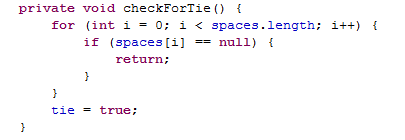 private void checkForTie() {
    for (int i = 0; i < spaces.length; i++) {
        if (spaces[i] == null) {
            return;
        }
    }
    tie = true;
}